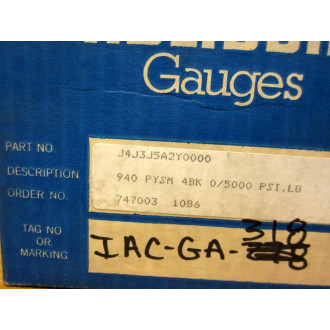 Gauges
PART NO.
J4J3J5A2Y0000
DESCRIPTION
940 PYSM 4BK 0/5000 PSI,LG
ORDER NO.
747003 1086
TAG NO
OR
MARKING
318
IAC-GA-